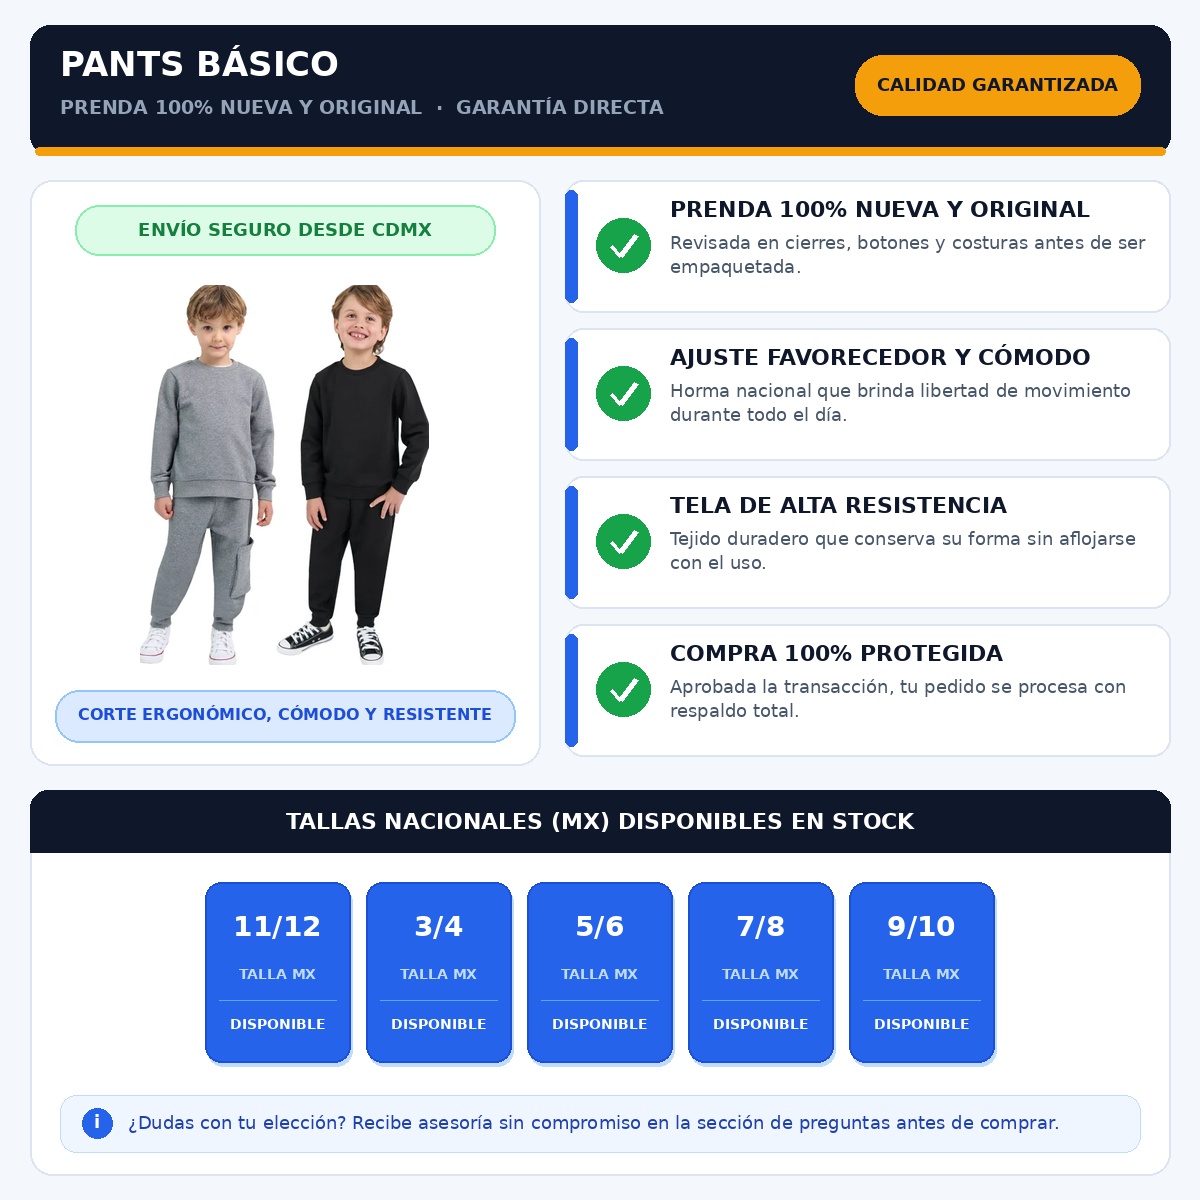 PANTS BÁSICO
PRENDA 100% NUEVA Y ORIGINAL · GARANTÍA DIRECTA
CALIDAD GARANTIZADA
ENVÍO SEGURO DESDE CDMX
CORTE ERGONÓMICO, CÓMODO Y RESISTENTE
PRENDA 100% NUEVA Y ORIGINAL
Revisada en cierres, botones y costuras antes de ser
empaquetada.
AJUSTE FAVORECEDOR Y CÓMODO
Horma nacional que brinda libertad de movimiento
durante todo el día.
TELA DE ALTA RESISTENCIA
Tejido duradero que conserva su forma sin aflojarse
con el uso.
COMPRA 100% PROTEGIDA
Aprobada la transacción, tu pedido se procesa con
respaldo total.
TALLAS NACIONALES (MX) DISPONIBLES EN STOCK
11/12
TALLA MX
DISPONIBLE
3/4
TALLA MX
DISPONIBLE
5/6
TALLA MX
DISPONIBLE
7/8
TALLA MX
DISPONIBLE
9/10
TALLA MX
DISPONIBLE
i ¿Dudas con tu elección? Recibe asesoría sin compromiso en la sección de preguntas antes de comprar.